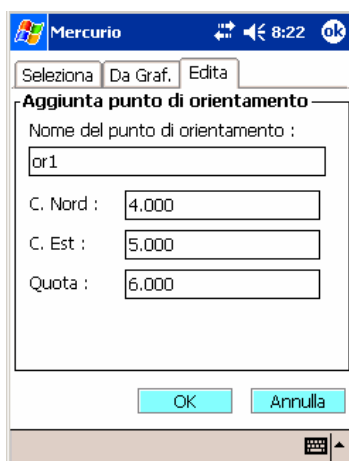 Mercurio 8:22 ok
Seleziona Da Graf. Edita
Aggiunta punto di orientamento
Nome del punto di orientamento :
or1
C. Nord : 4.000
C. Est : 5.000
Quota : 6.000
OK Annulla